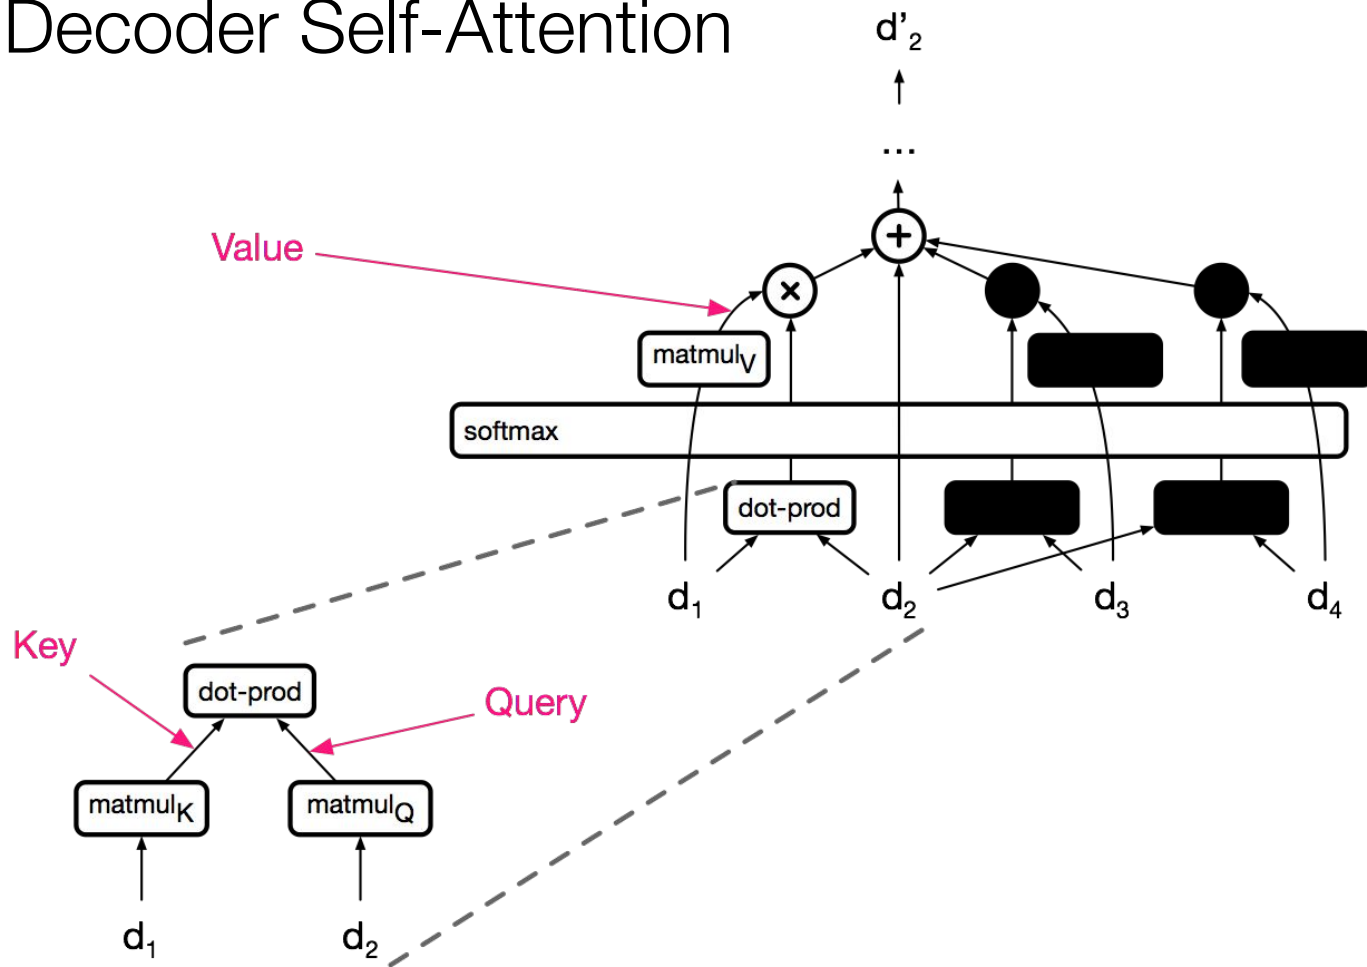 Decoder Self-Attention
d’₂
...
+
Value
×
matmulV
softmax
dot-prod
d₁ d₂ d₃ d₄
Key
dot-prod
Query
matmulK matmulQ
d₁ d₂